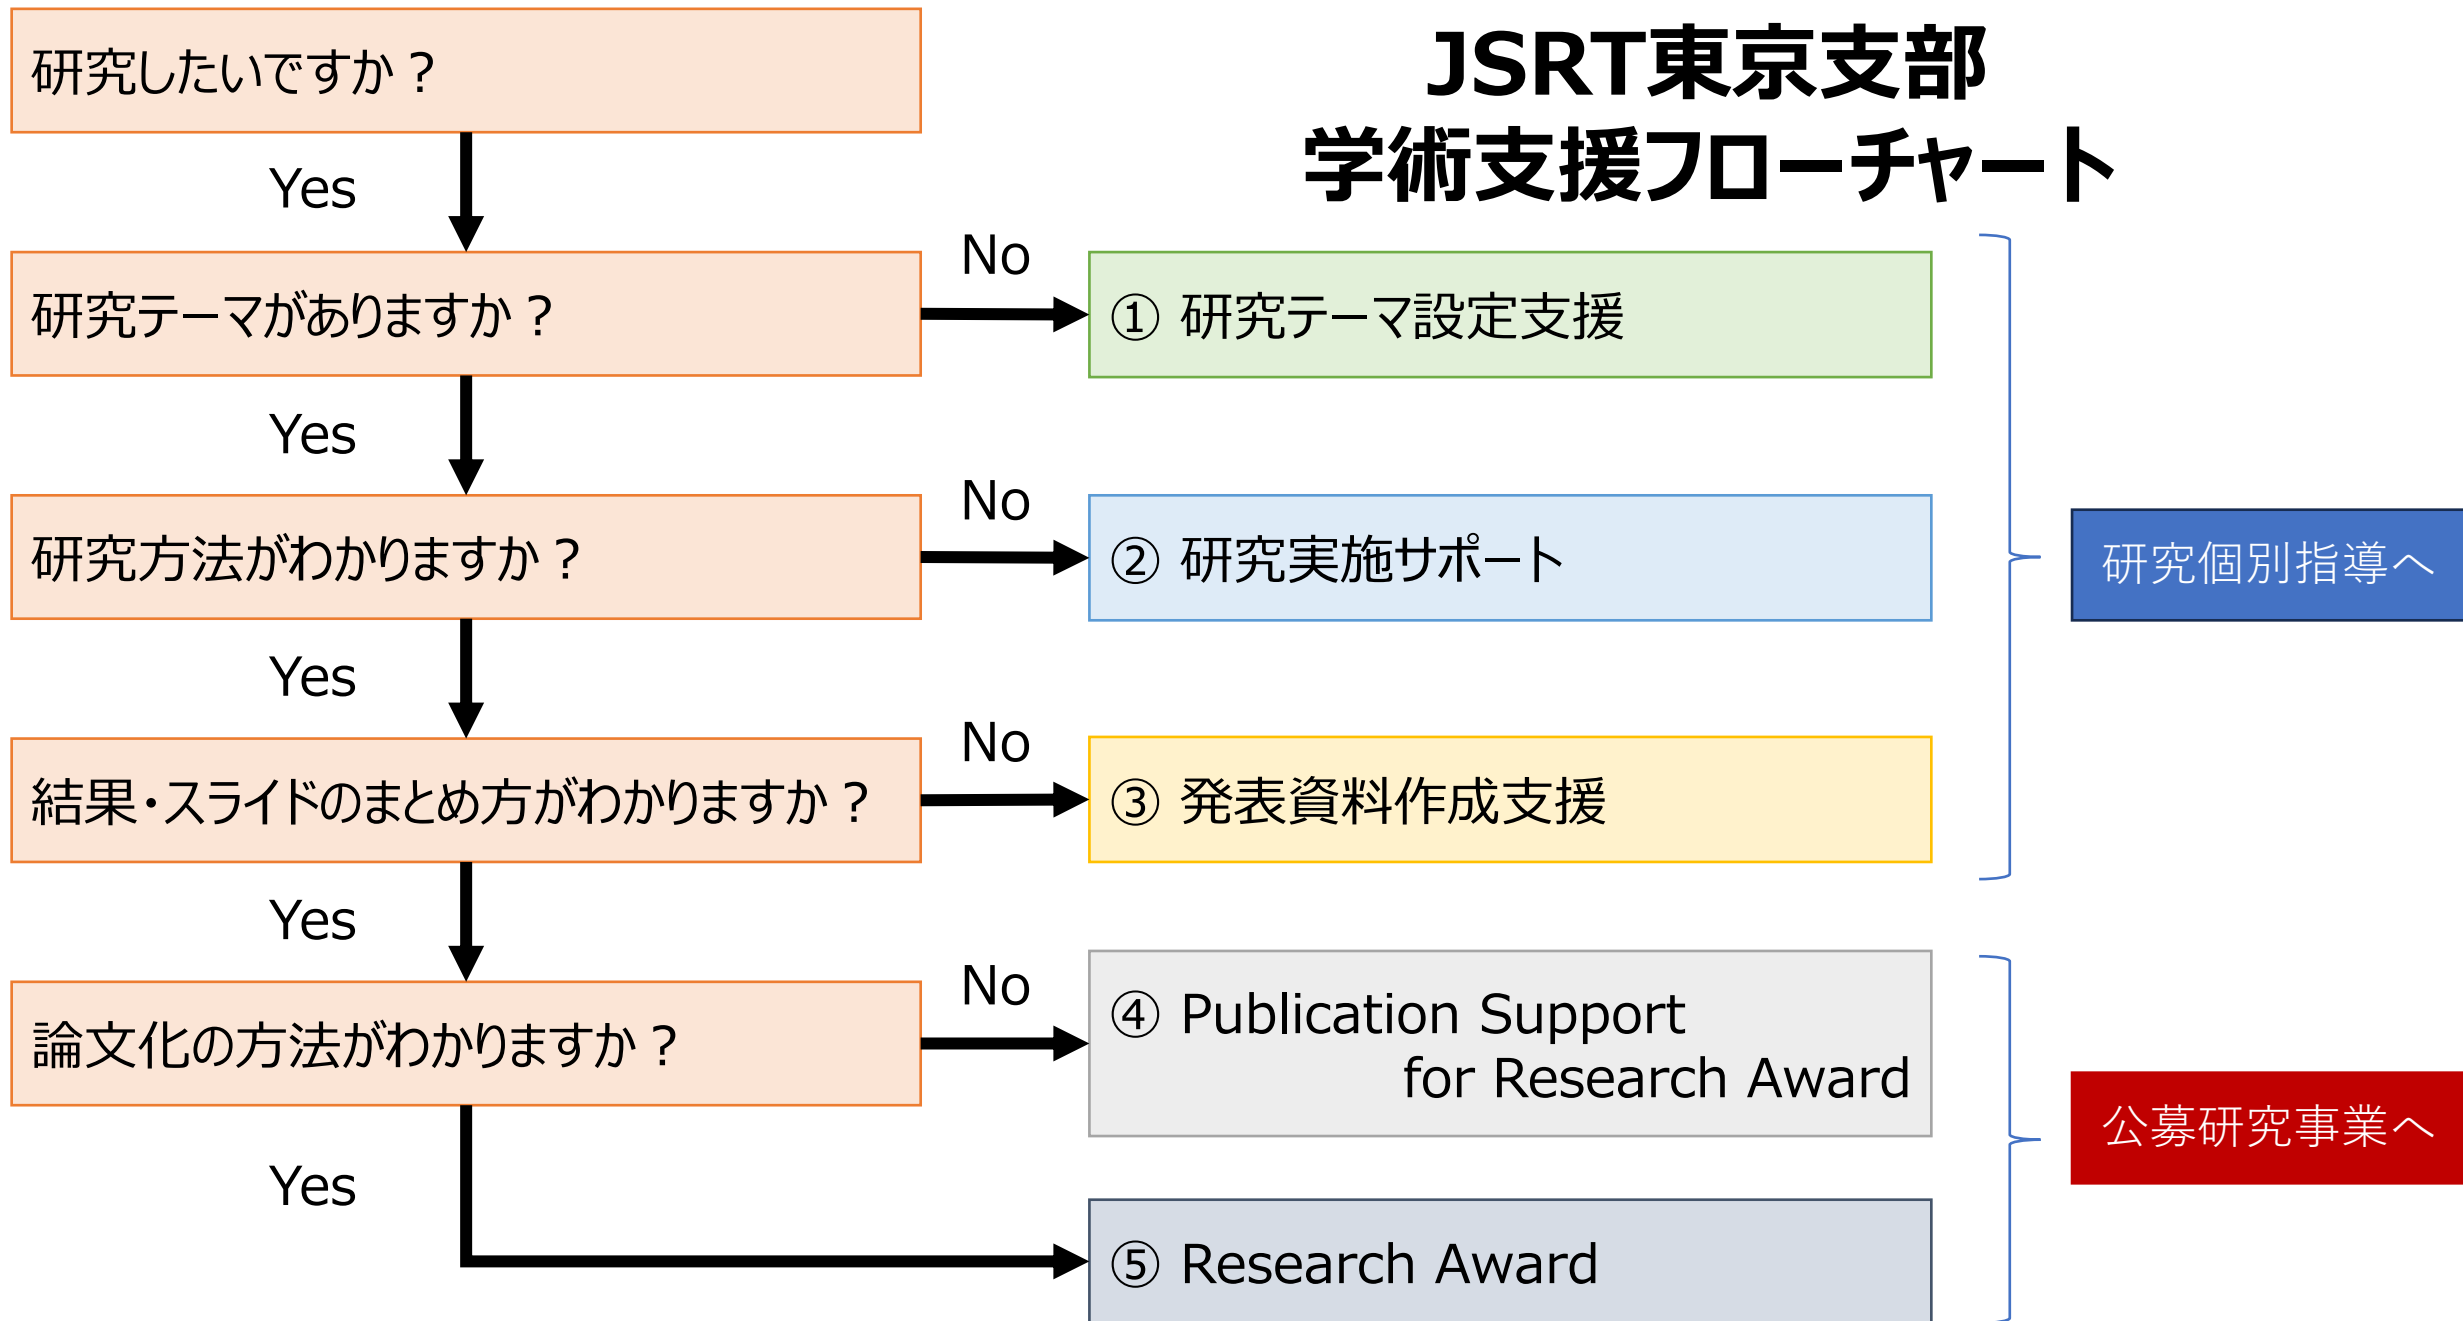 JSRT東京支部
学術支援フローチャート
研究したいですか？
Yes
研究テーマがありますか？
No
① 研究テーマ設定支援
Yes
研究方法がわかりますか？
No
② 研究実施サポート
研究個別指導へ
Yes
結果・スライドのまとめ方がわかりますか？
No
③ 発表資料作成支援
Yes
論文化の方法がわかりますか？
No
④ Publication Support
for Research Award
公募研究事業へ
Yes
⑤ Research Award